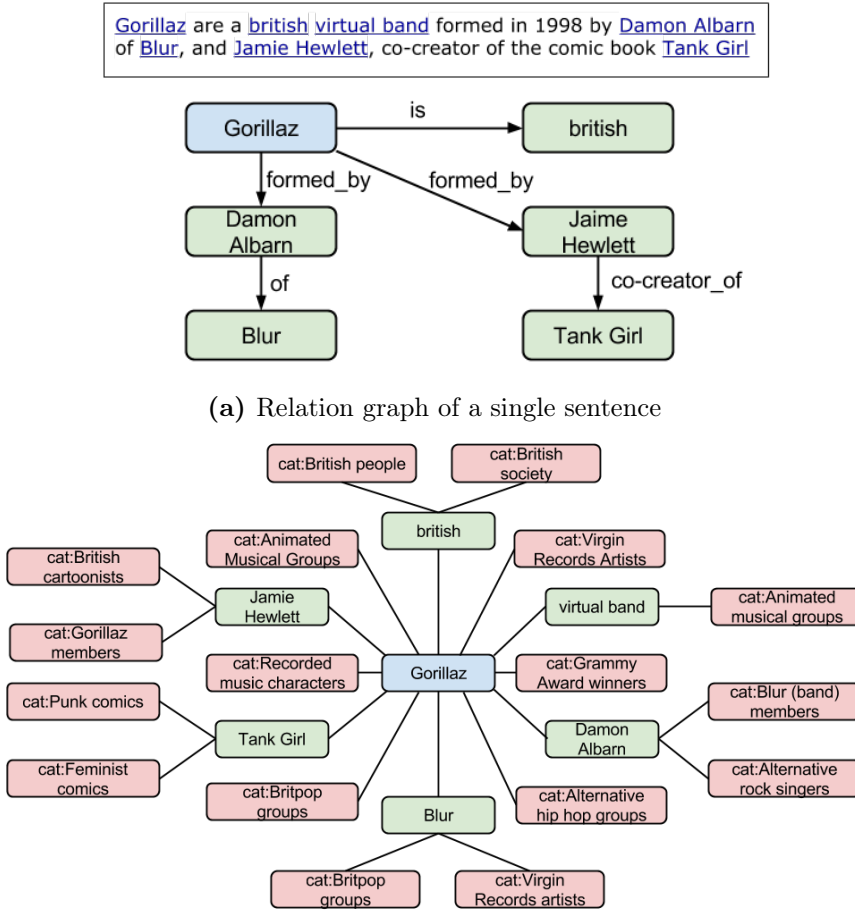 Gorillaz are a british virtual band formed in 1998 by Damon Albarn
of Blur, and Jamie Hewlett, co-creator of the comic book Tank Girl
is
Gorillaz
british
formed_by
formed_by
Damon
Albarn
Jaime
Hewlett
of
co-creator_of
Blur
Tank Girl
(a) Relation graph of a single sentence
cat:British people
cat:British
society
british
cat:Animated
Musical Groups
cat:Virgin
Records Artists
cat:British
cartoonists
Jamie
Hewlett
virtual band
cat:Animated
musical groups
cat:Gorillaz
members
cat:Recorded
music characters
Gorillaz
cat:Grammy
Award winners
cat:Punk comics
cat:Blur (band)
members
Tank Girl
Damon
Albarn
cat:Feminist
comics
cat:Alternative
rock singers
cat:Britpop
groups
Blur
cat:Alternative
hip hop groups
cat:Britpop
groups
cat:Virgin
Records artists